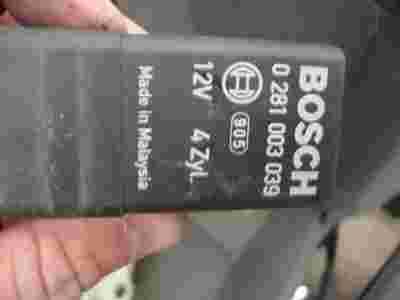 BOSCH
0 281 003 039
905
12V 4 Zyl.
Made in Malaysia